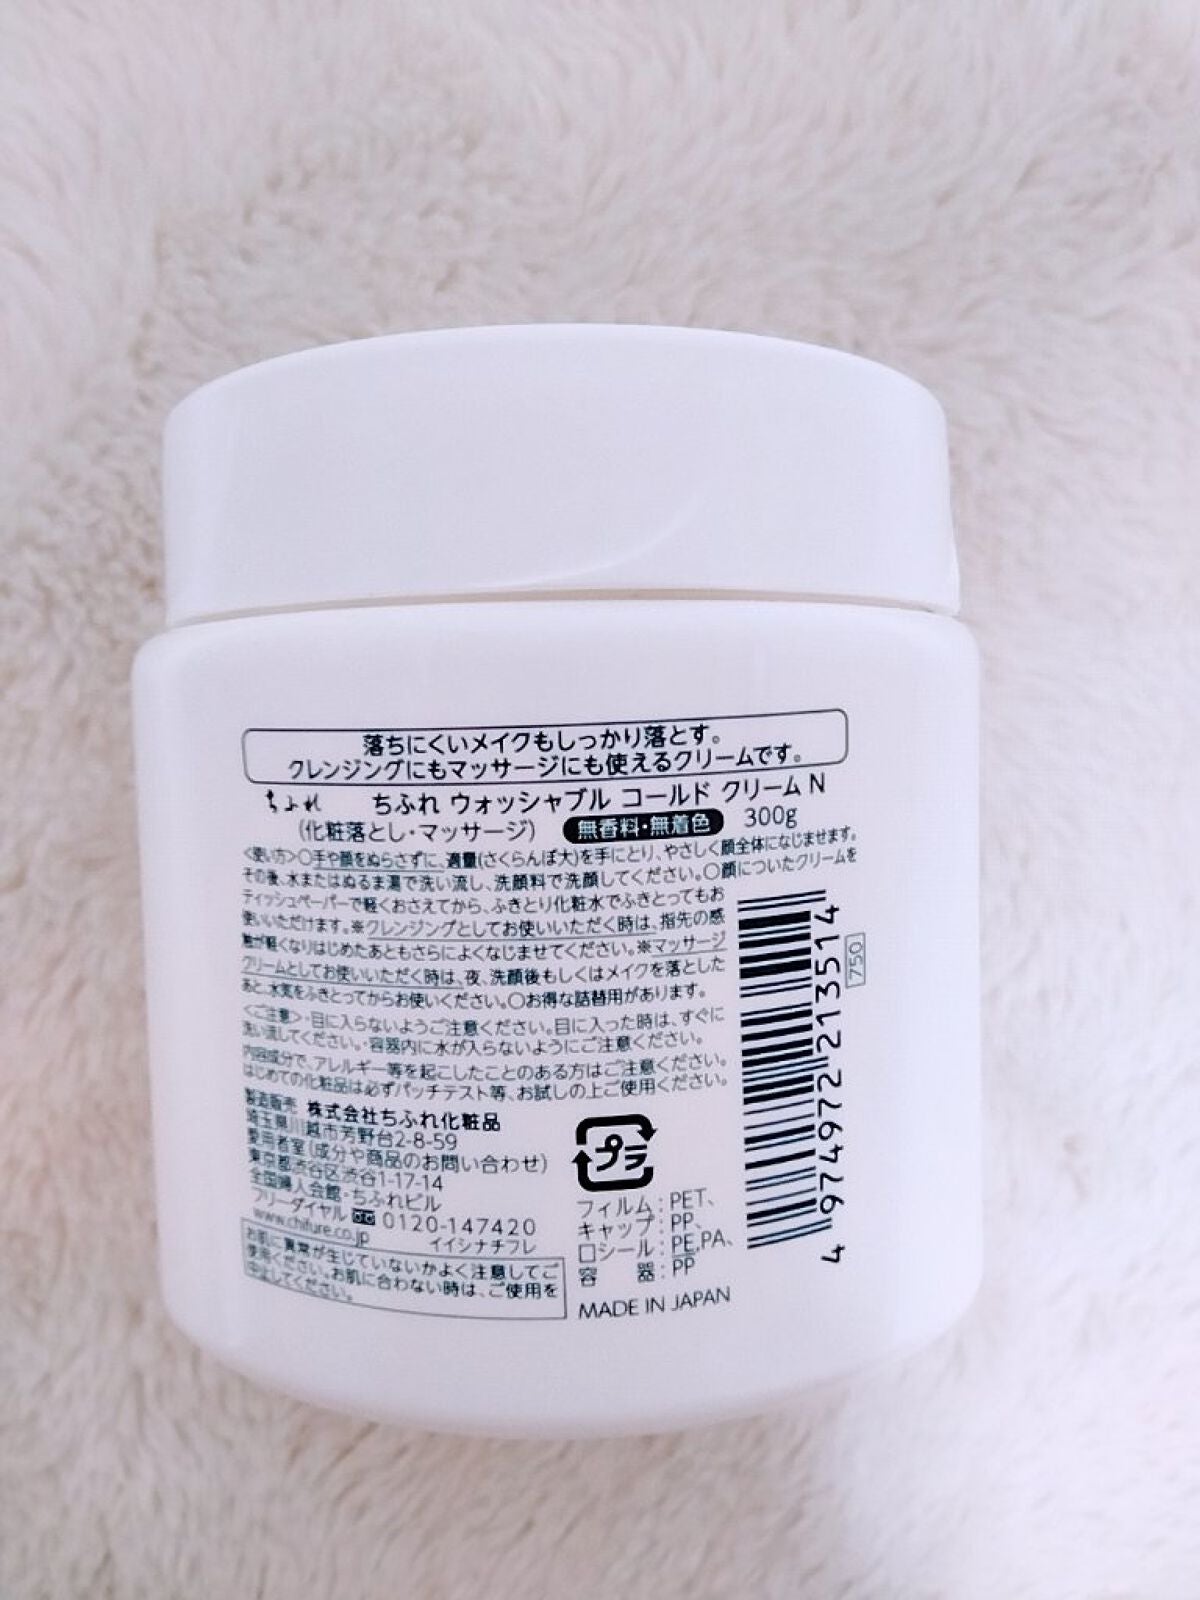 落ちにくいメイクもしっかり落とす。
クレンジングにもマッサージにも使えるクリームです。
ちふれ ちふれ ウォッシャブル コールド クリーム N
(化粧落とし・マッサージ) 無香料・無着色 300g
<使い方>○手や顔をぬらさずに、適量(さくらんぼ大)を手にとり、やさしく顔全体になじませます。
その後、水またはぬるま湯で洗い流し、洗顔料で洗顔してください。○顔についたクリームを
ティッシュペーパーで軽くおさえてから、ふきとり化粧水でふきとってもお
使いいただけます。※クレンジングとしてお使いいただく時は、指先の感
触が軽くなりはじめたあともさらによくなじませてください。※マッサージ
クリームとしてお使いいただく時は、夜、洗顔後もしくはメイクを落とした
あと、水気をふきとってからお使いください。○お得な詰替用があります。
<ご注意>・目に入らないようご注意ください。目に入った時は、すぐに
洗い流してください。・容器内に水が入らないようにご注意ください。
内容成分で、アレルギー等を起こしたことのある方はご注意ください。
はじめての化粧品は必ずパッチテスト等、お試しの上ご使用ください。
製造販売 株式会社ちふれ化粧品
埼玉県川越市芳野台2-8-59
愛用者室(成分や商品のお問い合わせ)
東京都渋谷区渋谷1-17-14
全国婦人会館・ちふれビル
フリーダイヤル 0120-147420
www.chifure.co.jp イイシナチフレ
お肌に異常が生じていないかよく注意してご
使用ください。お肌に合わない時は、ご使用を
中止してください。
プラ
フィルム:PET、
キャップ:PP、
口シール:PE,PA、
容 器:PP
MADE IN JAPAN
4 974972 213514
750